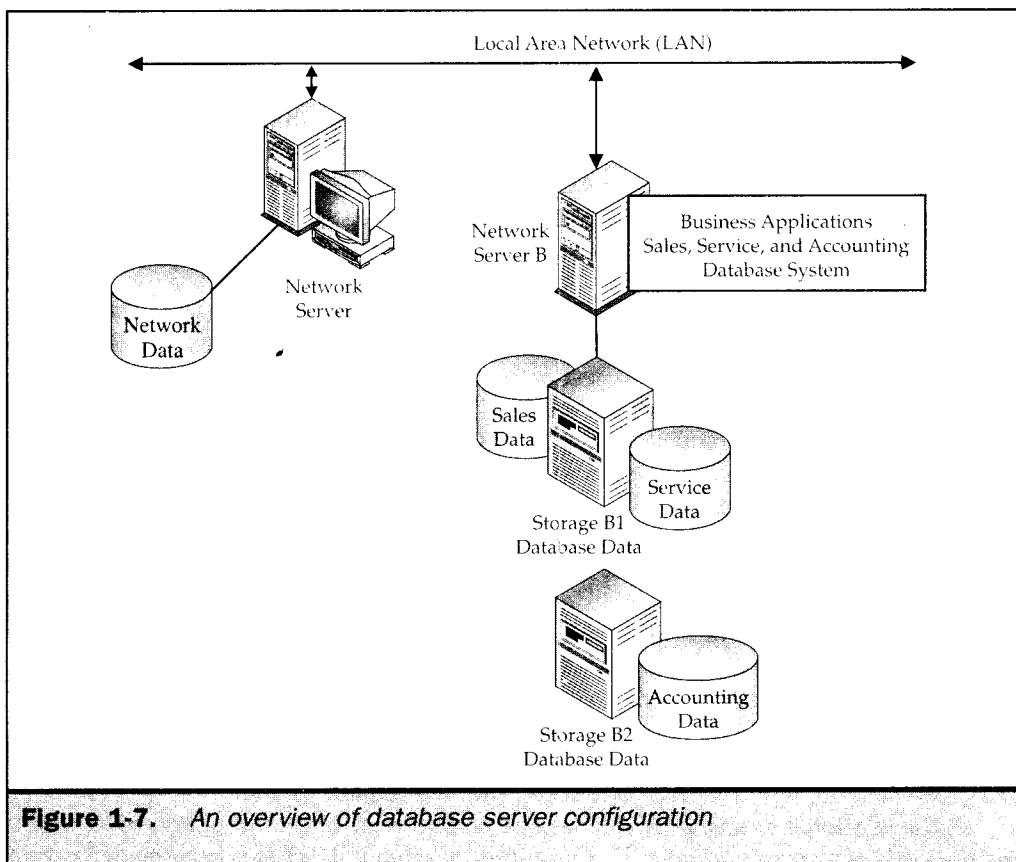 Local Area Network (LAN)
Network
Server
Network
Data
Network
Server B
Business Applications
Sales, Service, and Accounting
Database System
Sales
Data
Service
Data
Storage B1
Database Data
Accounting
Data
Storage B2
Database Data
Figure 1-7. An overview of database server configuration